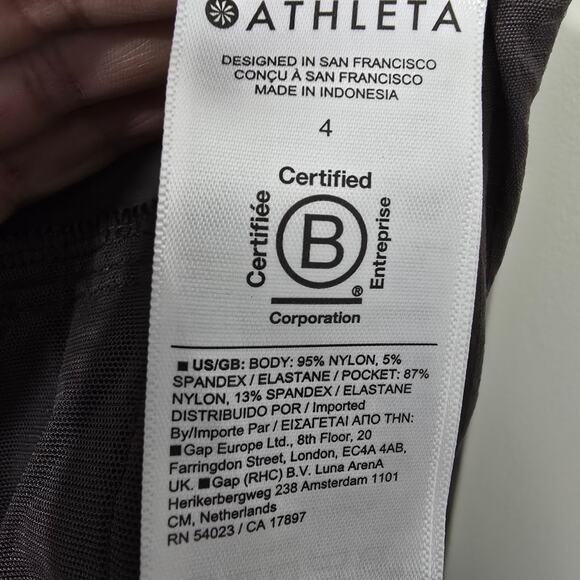 ATHLETA
DESIGNED IN SAN FRANCISCO
CONÇU À SAN FRANCISCO
MADE IN INDONESIA
4
Certified
Certifiée
B
Entreprise
®
Corporation
■ US/GB: BODY: 95% NYLON, 5%
SPANDEX / ELASTANE / POCKET: 87%
NYLON, 13% SPANDEX / ELASTANE
DISTRIBUIDO POR / Imported
By/Importe Par / ΕΙΣΑΓΕΤΑΙ ΑΠΟ ΤΗΝ:
■ Gap Europe Ltd., 8th Floor, 20
Farringdon Street, London, EC4A 4AB,
UK. ■ Gap (RHC) B.V. Luna ArenA
Herikerbergweg 238 Amsterdam 1101
CM, Netherlands
RN 54023 / CA 17897